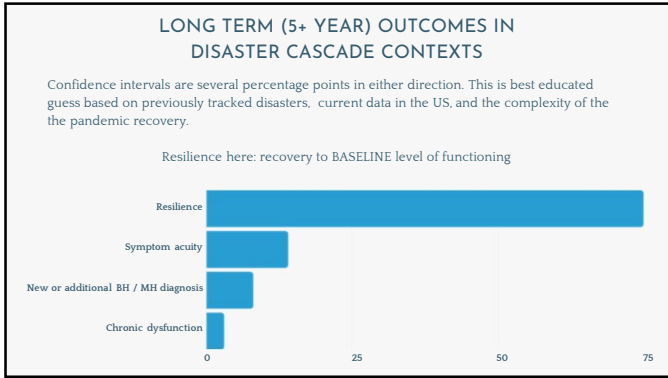 LONG TERM (5+ YEAR) OUTCOMES IN
DISASTER CASCADE CONTEXTS
Confidence intervals are several percentage points in either direction. This is best educated
guess based on previously tracked disasters, current data in the US, and the complexity of the
the pandemic recovery.
Resilience here: recovery to BASELINE level of functioning
Resilience
Symptom acuity
New or additional BH / MH diagnosis
Chronic dysfunction
0 25 50 75